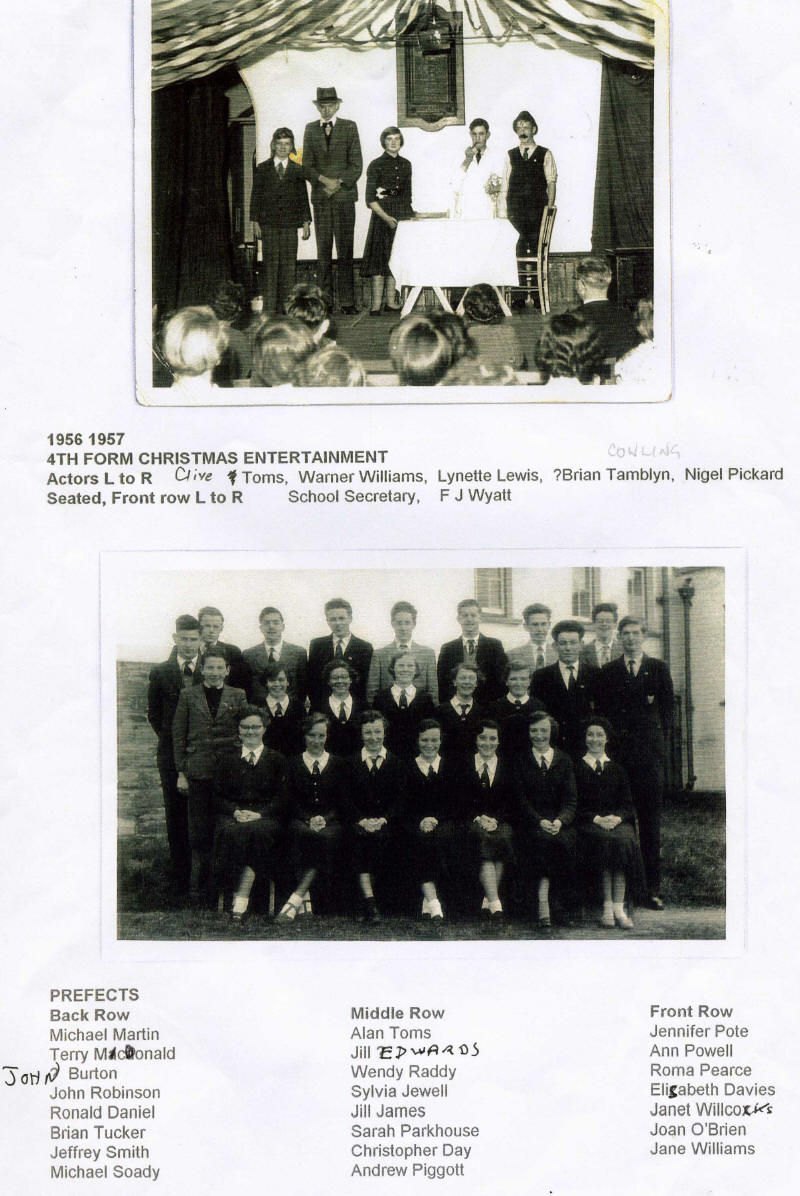 1956 1957
4TH FORM CHRISTMAS ENTERTAINMENT
COWLING
Actors L to R Clive Toms, Warner Williams, Lynette Lewis, ?Brian Tamblyn, Nigel Pickard
Seated, Front row L to R School Secretary, F J Wyatt
PREFECTS
Back Row
Michael Martin
Terry MacDonald
JOHN Burton
John Robinson
Ronald Daniel
Brian Tucker
Jeffrey Smith
Michael Soady
Middle Row
Alan Toms
Jill EDWARDS
Wendy Raddy
Sylvia Jewell
Jill James
Sarah Parkhouse
Christopher Day
Andrew Piggott
Front Row
Jennifer Pote
Ann Powell
Roma Pearce
Elisabeth Davies
Janet Willcocks
Joan O'Brien
Jane Williams